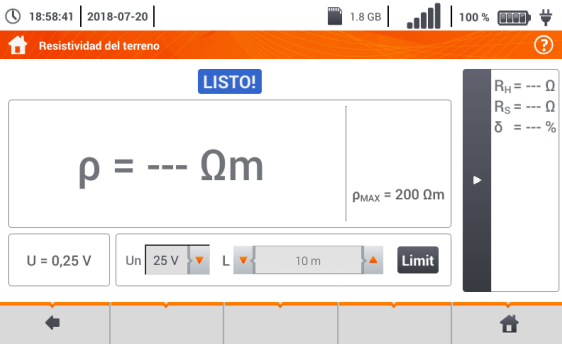 18:58:41 2018-07-20 1.8 GB 100 %
Resistividad del terreno ?
LISTO!
ρ = --- Ωm
ρMAX = 200 Ωm
RH = --- Ω
RS = --- Ω
δ = --- %
U = 0,25 V
Un 25 V L 10 m Limit